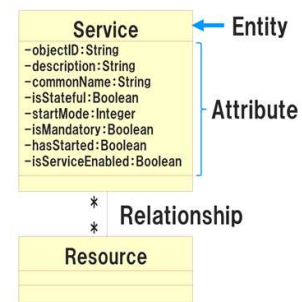 Service
Entity
-objectID:String
-description:String
-commonName:String
-isStateful:Boolean
-startMode:Integer
-isMandatory:Boolean
-hasStarted:Boolean
-isServiceEnabled:Boolean
Attribute
*
*
Relationship
Resource